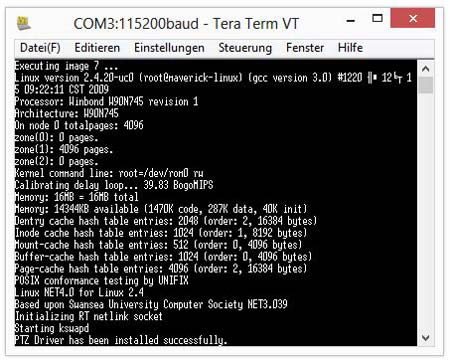 COM3:115200baud - Tera Term VT
Datei(F) Editieren Einstellungen Steuerung Fenster Hilfe
Executing image 7 ...
Linux version 2.4.20-uc0 (root@maverick-linux) (gcc version 3.0) #1220 12 1
5 09:22:11 CST 2009
Processor: Winbond W90N745 revision 1
Architecture: W90N745
On node 0 totalpages: 4096
zone(0): 0 pages.
zone(1): 4096 pages.
zone(2): 0 pages.
Kernel command line: root=/dev/rom0 rw
Calibrating delay loop... 39.83 BogoMIPS
Memory: 16MB = 16MB total
Memory: 14344KB available (1470K code, 287K data, 40K init)
Dentry cache hash table entries: 2048 (order: 2, 16384 bytes)
Inode cache hash table entries: 1024 (order: 1, 8192 bytes)
Mount-cache hash table entries: 512 (order: 0, 4096 bytes)
Buffer-cache hash table entries: 1024 (order: 0, 4096 bytes)
Page-cache hash table entries: 4096 (order: 2, 16384 bytes)
POSIX conformance testing by UNIFIX
Linux NET4.0 for Linux 2.4
Based upon Swansea University Computer Society NET3.039
Initializing RT netlink socket
Starting kswapd
PTZ Driver has been installed successfully.